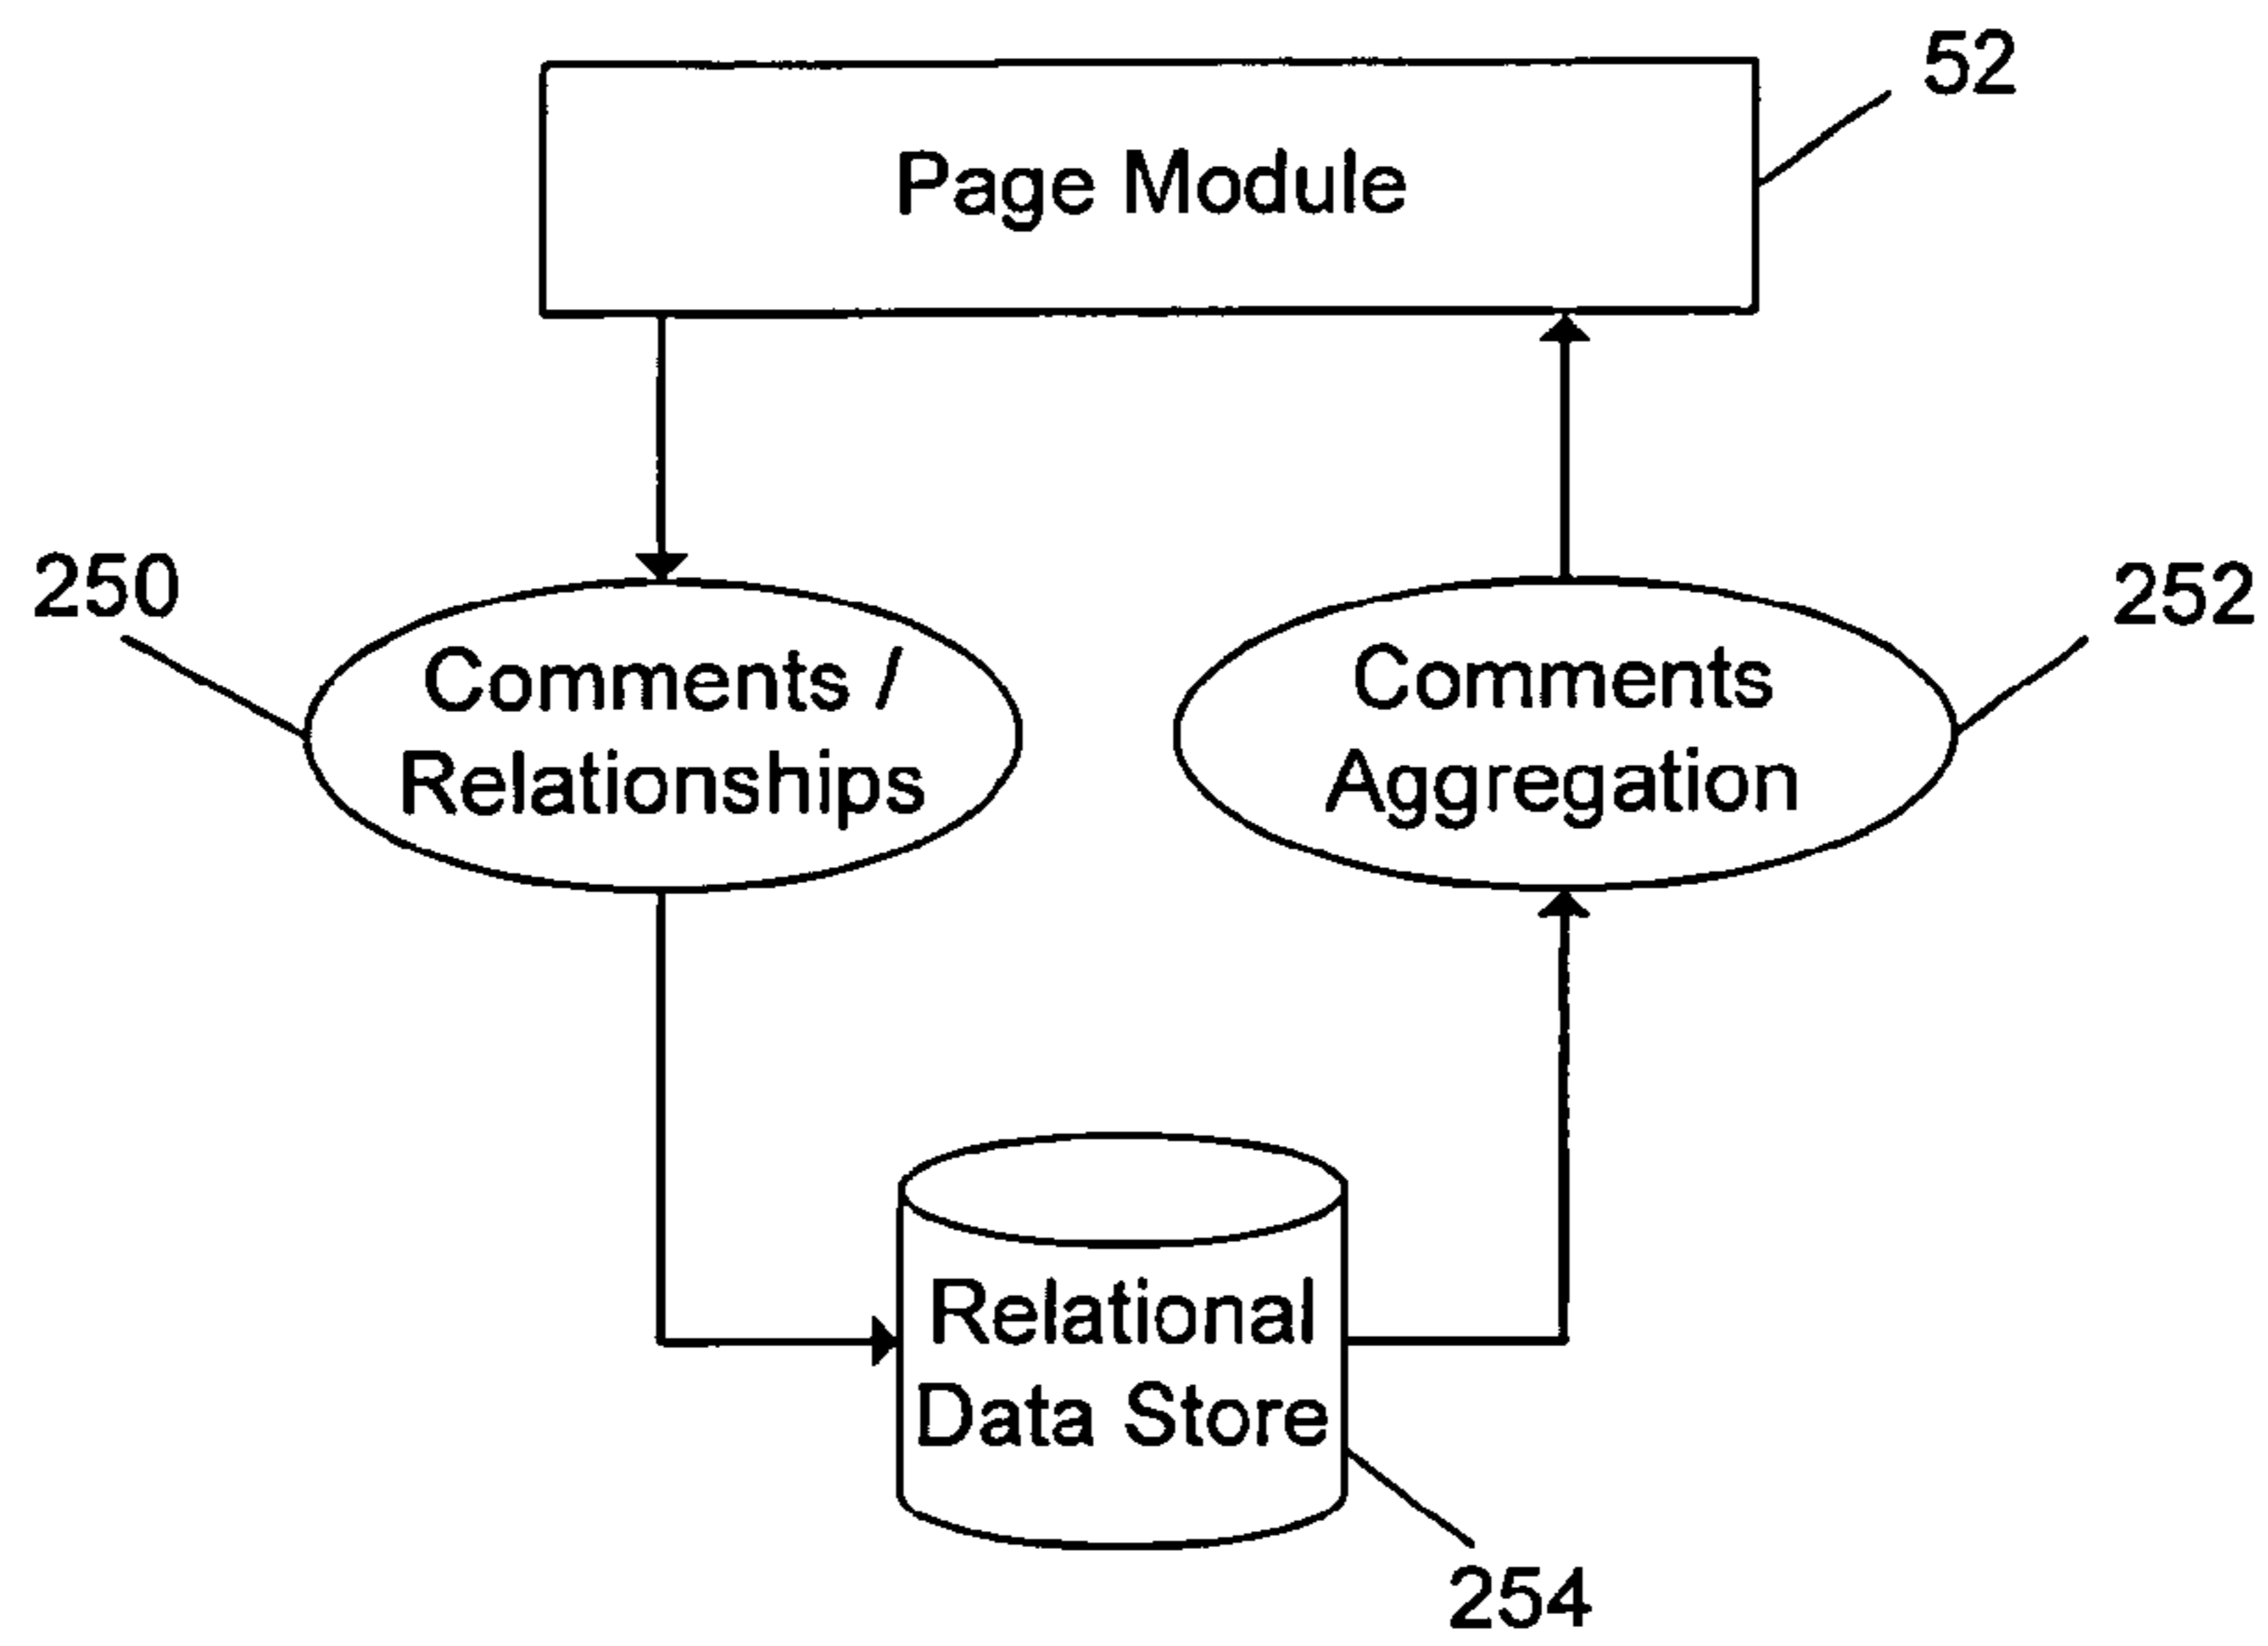 52
Page Module
250
252
Comments /
Relationships
Comments
Aggregation
Relational
Data Store
254